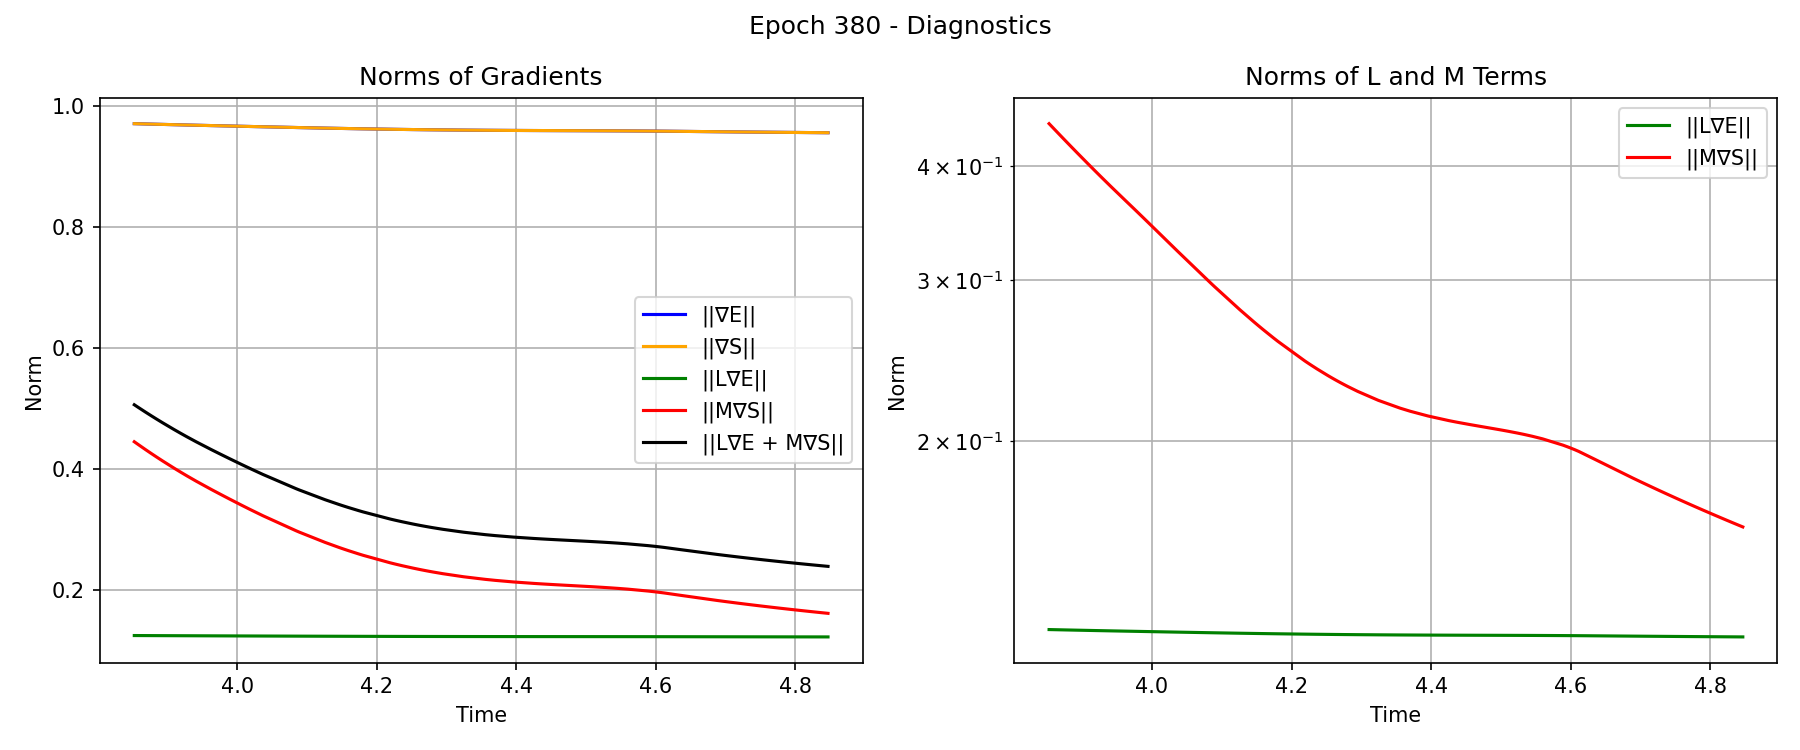 Epoch 380 - Diagnostics
Norms of Gradients
1.0
0.8
0.6
0.4
0.2
Norm
4.0
4.2
4.4
4.6
4.8
Time
||∇E||
||∇S||
||L∇E||
||M∇S||
||L∇E + M∇S||
Norms of L and M Terms
4 × 10⁻¹
3 × 10⁻¹
2 × 10⁻¹
Norm
4.0
4.2
4.4
4.6
4.8
Time
||L∇E||
||M∇S||